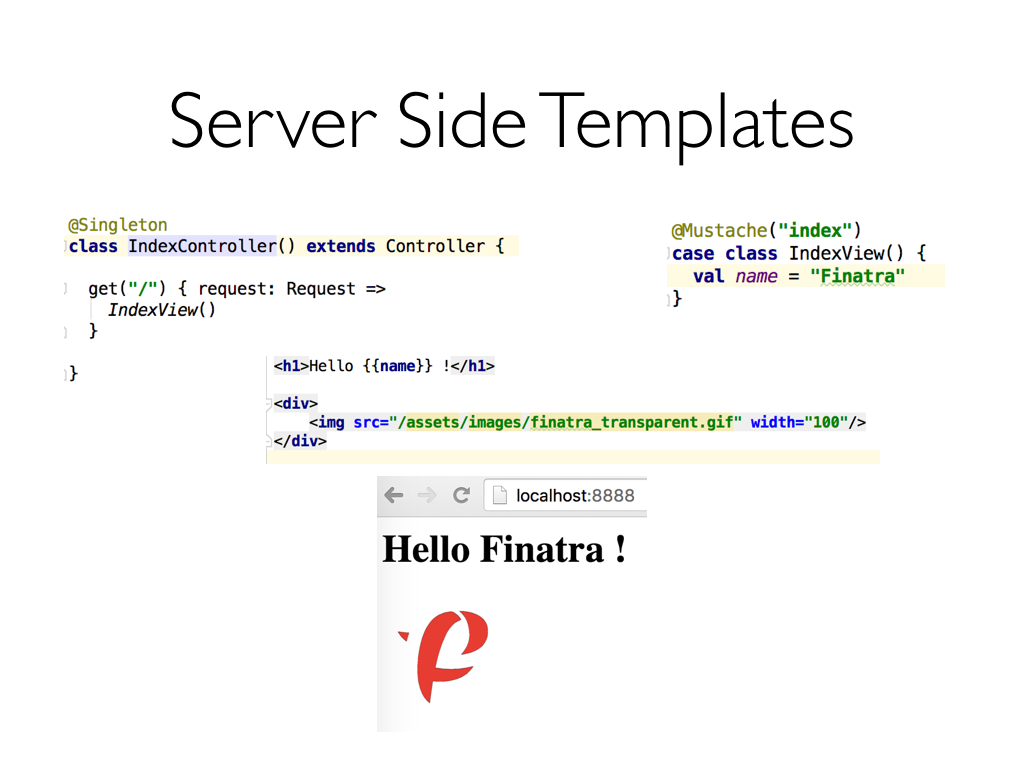 Server Side Templates
@Singleton
class IndexController() extends Controller {
get("/") { request: Request =>
IndexView()
}
}
@Mustache("index")
case class IndexView() {
val name = "Finatra"
}
<h1>Hello {{name}} !</h1>
<div>
<img src="/assets/images/finatra_transparent.gif" width="100"/>
</div>
localhost:8888
Hello Finatra !